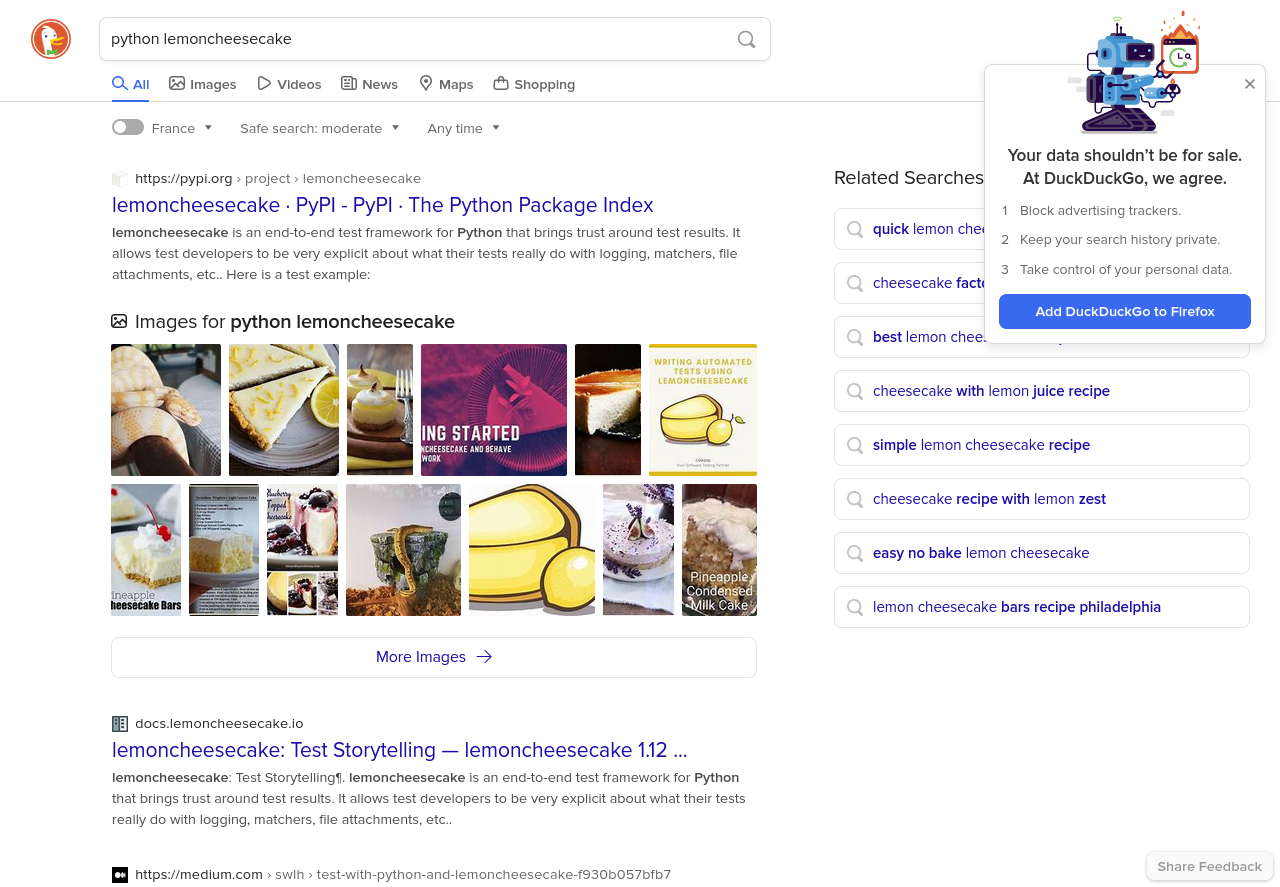 python lemoncheesecake
All Images Videos News Maps Shopping
France Safe search: moderate Any time
https://pypi.org › project › lemoncheesecake
lemoncheesecake · PyPI - PyPI · The Python Package Index
lemoncheesecake is an end-to-end test framework for Python that brings trust around test results. It
allows test developers to be very explicit about what their tests really do with logging, matchers, file
attachments, etc.. Here is a test example:
Images for python lemoncheesecake
ING STARTED
NCHEESECAKE AND BEHAVE
WORK
WRITING AUTOMATED
TESTS USING
LEMONCHEESECAKE
CODOID
Your Software Testing Partner
ineapple
heesecake Bars
Blueberry
Topped
Cheesecake
Pineapple
Condensed
Milk Cake
More Images
docs.lemoncheesecake.io
lemoncheesecake: Test Storytelling — lemoncheesecake 1.12 ...
lemoncheesecake: Test Storytelling¶. lemoncheesecake is an end-to-end test framework for Python
that brings trust around test results. It allows test developers to be very explicit about what their tests
really do with logging, matchers, file attachments, etc..
https://medium.com › swlh › test-with-python-and-lemoncheesecake-f930b057bfb7
Related Searches
quick lemon chee
cheesecake facto
best lemon chees
cheesecake with lemon juice recipe
simple lemon cheesecake recipe
cheesecake recipe with lemon zest
easy no bake lemon cheesecake
lemon cheesecake bars recipe philadelphia
Your data shouldn’t be for sale.
At DuckDuckGo, we agree.
1 Block advertising trackers.
2 Keep your search history private.
3 Take control of your personal data.
Add DuckDuckGo to Firefox
Share Feedback